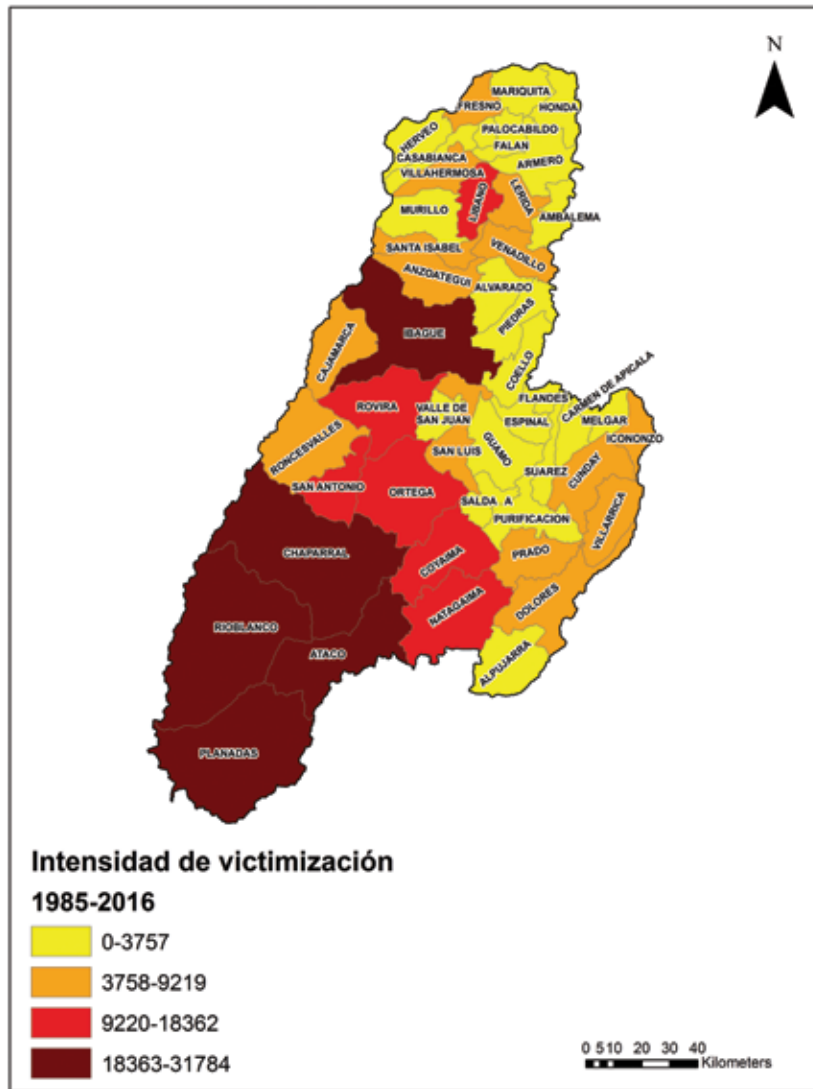 N
MARIQUITA
FRESNO
HONDA
HERVEO
PALOCABILDO
FALAN
CASABIANCA
ARMERO
VILLAHERMOSA
LIBANO
LERIDA
MURILLO
AMBALEMA
SANTA ISABEL
VENADILLO
ANZOATEGUI
ALVARADO
PIEDRAS
IBAGUE
CAJAMARCA
COELLO
CARMEN DE APICALA
FLANDES
ROVIRA
VALLE DE
SAN JUAN
ESPINAL
MELGAR
GUAMO
ICONONZO
RONCESVALLES
SAN LUIS
CUNDAY
SUAREZ
SAN ANTONIO
ORTEGA
SALDA . A
PURIFICACION
VILLARRICA
CHAPARRAL
COYAIMA
PRADO
NATAGAIMA
DOLORES
RIOBLANCO
ATACO
ALPUJARRA
PLANADAS
Intensidad de victimización
1985-2016
0-3757
3758-9219
9220-18362
18363-31784
0 5 10 20 30 40
Kilometers